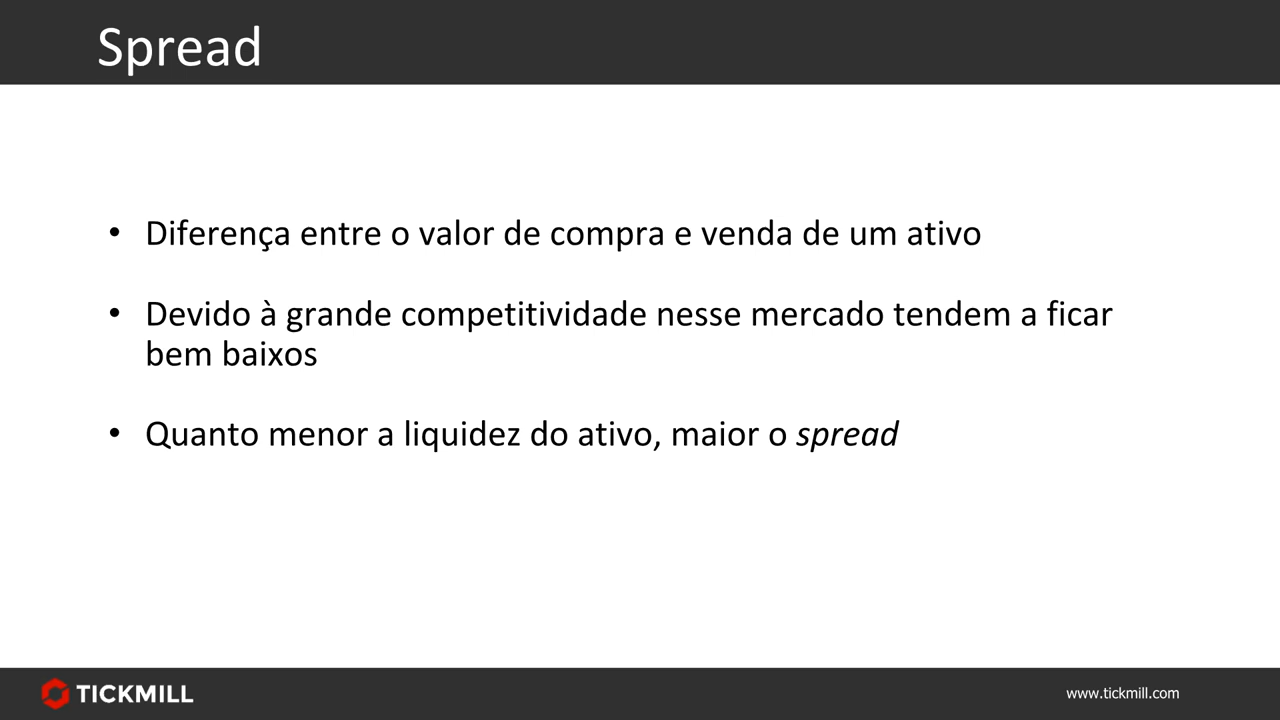 Spread
• Diferença entre o valor de compra e venda de um ativo
• Devido à grande competitividade nesse mercado tendem a ficar
bem baixos
• Quanto menor a liquidez do ativo, maior o spread
TICKMILL
www.tickmill.com